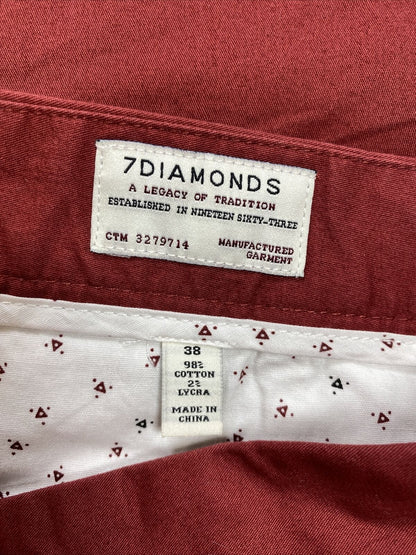 7DIAMONDS
A LEGACY OF TRADITION
ESTABLISHED IN NINETEEN SIXTY-THREE
CTM 3279714 MANUFACTURED
GARMENT
38
98%
COTTON
2%
LYCRA
MADE IN
CHINA